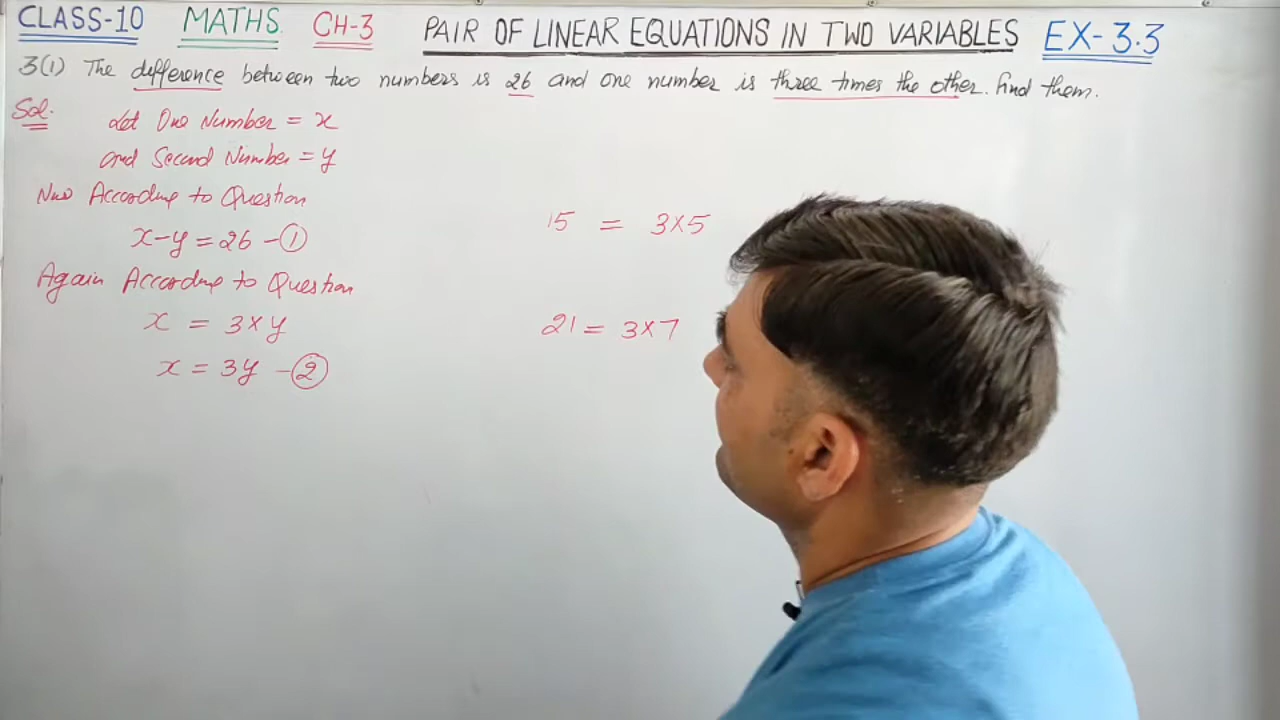 CLASS-10 MATHS. CH-3 PAIR OF LINEAR EQUATIONS IN TWO VARIABLES EX-3.3
3(1) The difference between two numbers is 26 and one number is three times the other. find them.
Sol.
Let One Number = x
and Second Number = y
Now According to Question
x-y = 26 -①
Again According to Question
x = 3×y
x = 3y -②
15 = 3×5
21 = 3×7